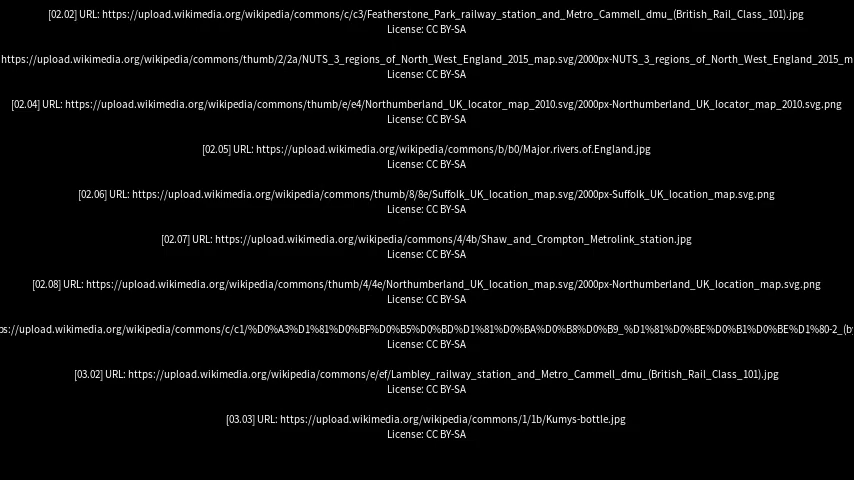 [02.02] URL: https://upload.wikimedia.org/wikipedia/commons/c/c3/Featherstone_Park_railway_station_and_Metro_Cammell_dmu_(British_Rail_Class_101).jpg
License: CC BY-SA
https://upload.wikimedia.org/wikipedia/commons/thumb/2/2a/NUTS_3_regions_of_North_West_England_2015_map.svg/2000px-NUTS_3_regions_of_North_West_England_2015_m
License: CC BY-SA
[02.04] URL: https://upload.wikimedia.org/wikipedia/commons/thumb/e/e4/Northumberland_UK_locator_map_2010.svg/2000px-Northumberland_UK_locator_map_2010.svg.png
License: CC BY-SA
[02.05] URL: https://upload.wikimedia.org/wikipedia/commons/b/b0/Major.rivers.of.England.jpg
License: CC BY-SA
[02.06] URL: https://upload.wikimedia.org/wikipedia/commons/thumb/8/8e/Suffolk_UK_location_map.svg/2000px-Suffolk_UK_location_map.svg.png
License: CC BY-SA
[02.07] URL: https://upload.wikimedia.org/wikipedia/commons/4/4b/Shaw_and_Crompton_Metrolink_station.jpg
License: CC BY-SA
[02.08] URL: https://upload.wikimedia.org/wikipedia/commons/thumb/4/4e/Northumberland_UK_location_map.svg/2000px-Northumberland_UK_location_map.svg.png
License: CC BY-SA
ps://upload.wikimedia.org/wikipedia/commons/c/c1/%D0%A3%D1%81%D0%BF%D0%B5%D0%BD%D1%81%D0%BA%D0%B8%D0%B9_%D1%81%D0%BE%D0%B1%D0%BE%D1%80-2_(b
License: CC BY-SA
[03.02] URL: https://upload.wikimedia.org/wikipedia/commons/e/ef/Lambley_railway_station_and_Metro_Cammell_dmu_(British_Rail_Class_101).jpg
License: CC BY-SA
[03.03] URL: https://upload.wikimedia.org/wikipedia/commons/1/1b/Kumys-bottle.jpg
License: CC BY-SA